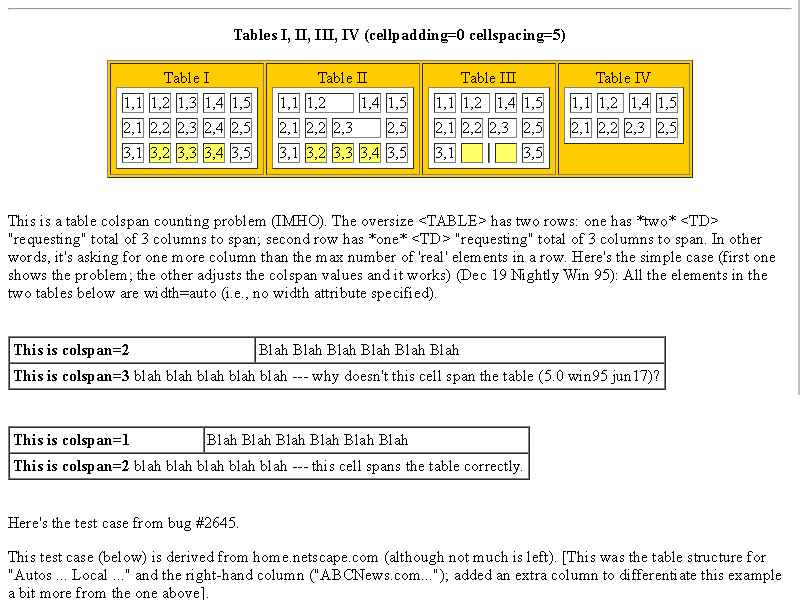 Tables I, II, III, IV (cellpadding=0 cellspacing=5)
Table I Table II Table III Table IV
1,1 1,2 1,3 1,4 1,5 1,1 1,2 1,4 1,5 1,1 1,2 1,4 1,5 1,1 1,2 1,4 1,5
2,1 2,2 2,3 2,4 2,5 2,1 2,2 2,3 2,5 2,1 2,2 2,3 2,5 2,1 2,2 2,3 2,5
3,1 3,2 3,3 3,4 3,5 3,1 3,2 3,3 3,4 3,5 3,1 3,5
This is a table colspan counting problem (IMHO). The oversize <TABLE> has two rows: one has *two* <TD>
"requesting" total of 3 columns to span; second row has *one* <TD> "requesting" total of 3 columns to span. In other
words, it's asking for one more column than the max number of 'real' elements in a row. Here's the simple case (first one
shows the problem; the other adjusts the colspan values and it works) (Dec 19 Nightly Win 95): All the elements in the
two tables below are width=auto (i.e., no width attribute specified).
This is colspan=2 Blah Blah Blah Blah Blah Blah
This is colspan=3 blah blah blah blah blah --- why doesn't this cell span the table (5.0 win95 jun17)?
This is colspan=1 Blah Blah Blah Blah Blah Blah
This is colspan=2 blah blah blah blah blah --- this cell spans the table correctly.
Here's the test case from bug #2645.
This test case (below) is derived from home.netscape.com (although not much is left). [This was the table structure for
"Autos ... Local ..." and the right-hand column ("ABCNews.com..."); added an extra column to differentiate this example
a bit more from the one above].